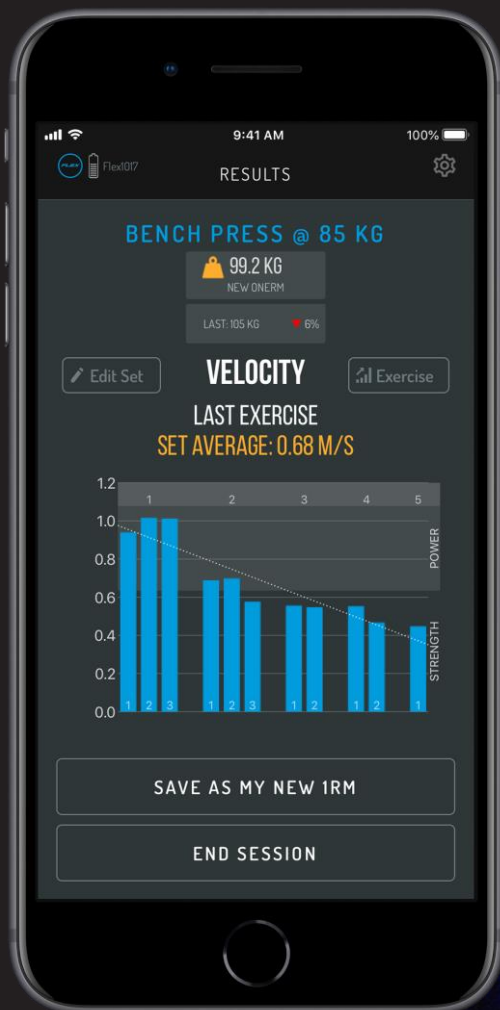 9:41 AM
100%
FLEX
Flex1017
RESULTS
BENCH PRESS @ 85 KG
99.2 KG
NEW ONERM
LAST: 105 KG 6%
Edit Set
VELOCITY
Exercise
LAST EXERCISE
SET AVERAGE: 0.68 M/S
1.2
1 2 3 4 5
1.0
0.8
0.6
0.4
0.2
0.0
POWER
STRENGTH
1 2 3 1 2 3 1 2 1 2 1
SAVE AS MY NEW 1RM
END SESSION